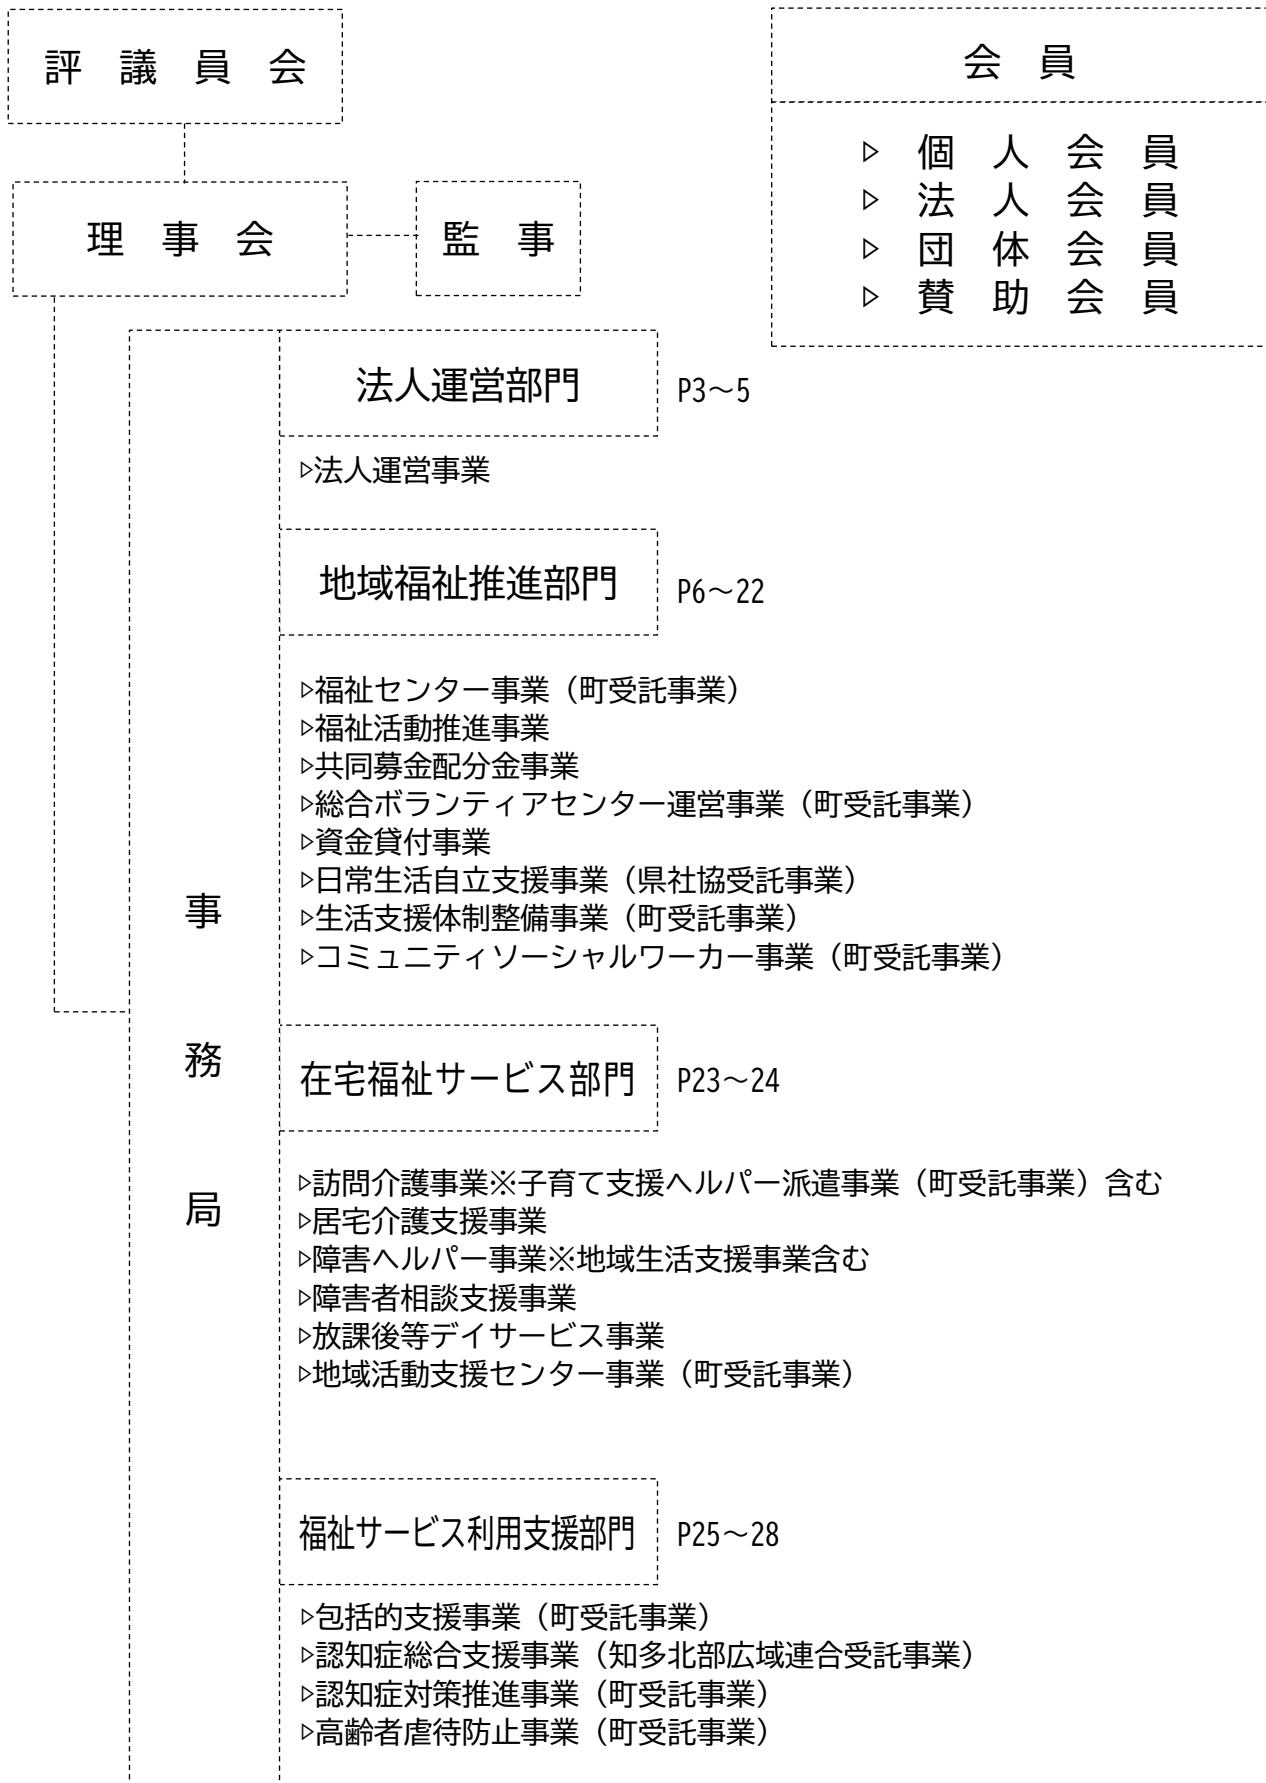 評議員会
理事会
監事
会員
▷ 個人会員
▷ 法人会員
▷ 団体会員
▷ 賛助会員
事務局
法人運営部門 P3～5
▷法人運営事業
地域福祉推進部門 P6～22
▷福祉センター事業（町受託事業）
▷福祉活動推進事業
▷共同募金配分金事業
▷総合ボランティアセンター運営事業（町受託事業）
▷資金貸付事業
▷日常生活自立支援事業（県社協受託事業）
▷生活支援体制整備事業（町受託事業）
▷コミュニティソーシャルワーカー事業（町受託事業）
在宅福祉サービス部門 P23～24
▷訪問介護事業※子育て支援ヘルパー派遣事業（町受託事業）含む
▷居宅介護支援事業
▷障害ヘルパー事業※地域生活支援事業含む
▷障害者相談支援事業
▷放課後等デイサービス事業
▷地域活動支援センター事業（町受託事業）
福祉サービス利用支援部門 P25～28
▷包括的支援事業（町受託事業）
▷認知症総合支援事業（知多北部広域連合受託事業）
▷認知症対策推進事業（町受託事業）
▷高齢者虐待防止事業（町受託事業）